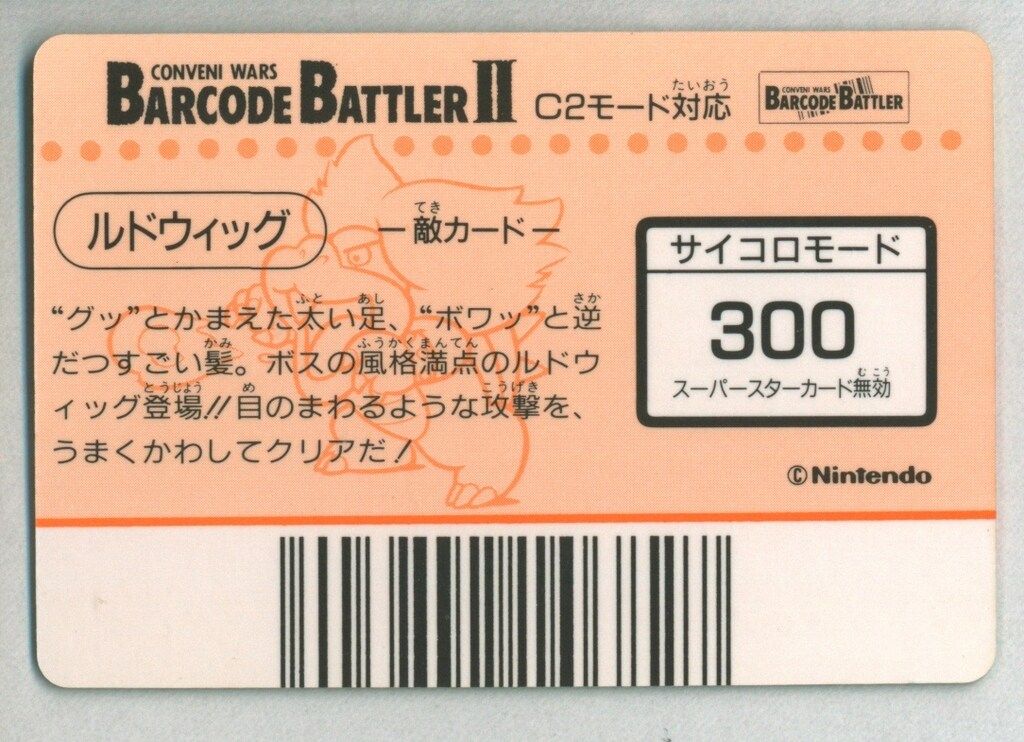 CONVENI WARS
BARCODE BATTLER II C2モード対応
たいおう
CONVENI WARS
BARCODE BATTLER
ルドウィッグ
てき
ー敵カードー
サイコロモード
300
むこう
スーパースターカード無効
ふと あし さか
“グッ”とかまえた太い足、“ボワッ”と逆
かみ ふうかくまんてん
だつすごい髪。ボスの風格満点のルドウ
とうじょう め こうげき
ィッグ登場!!目のまわるような攻撃を、
うまくかわしてクリアだ!
©Nintendo